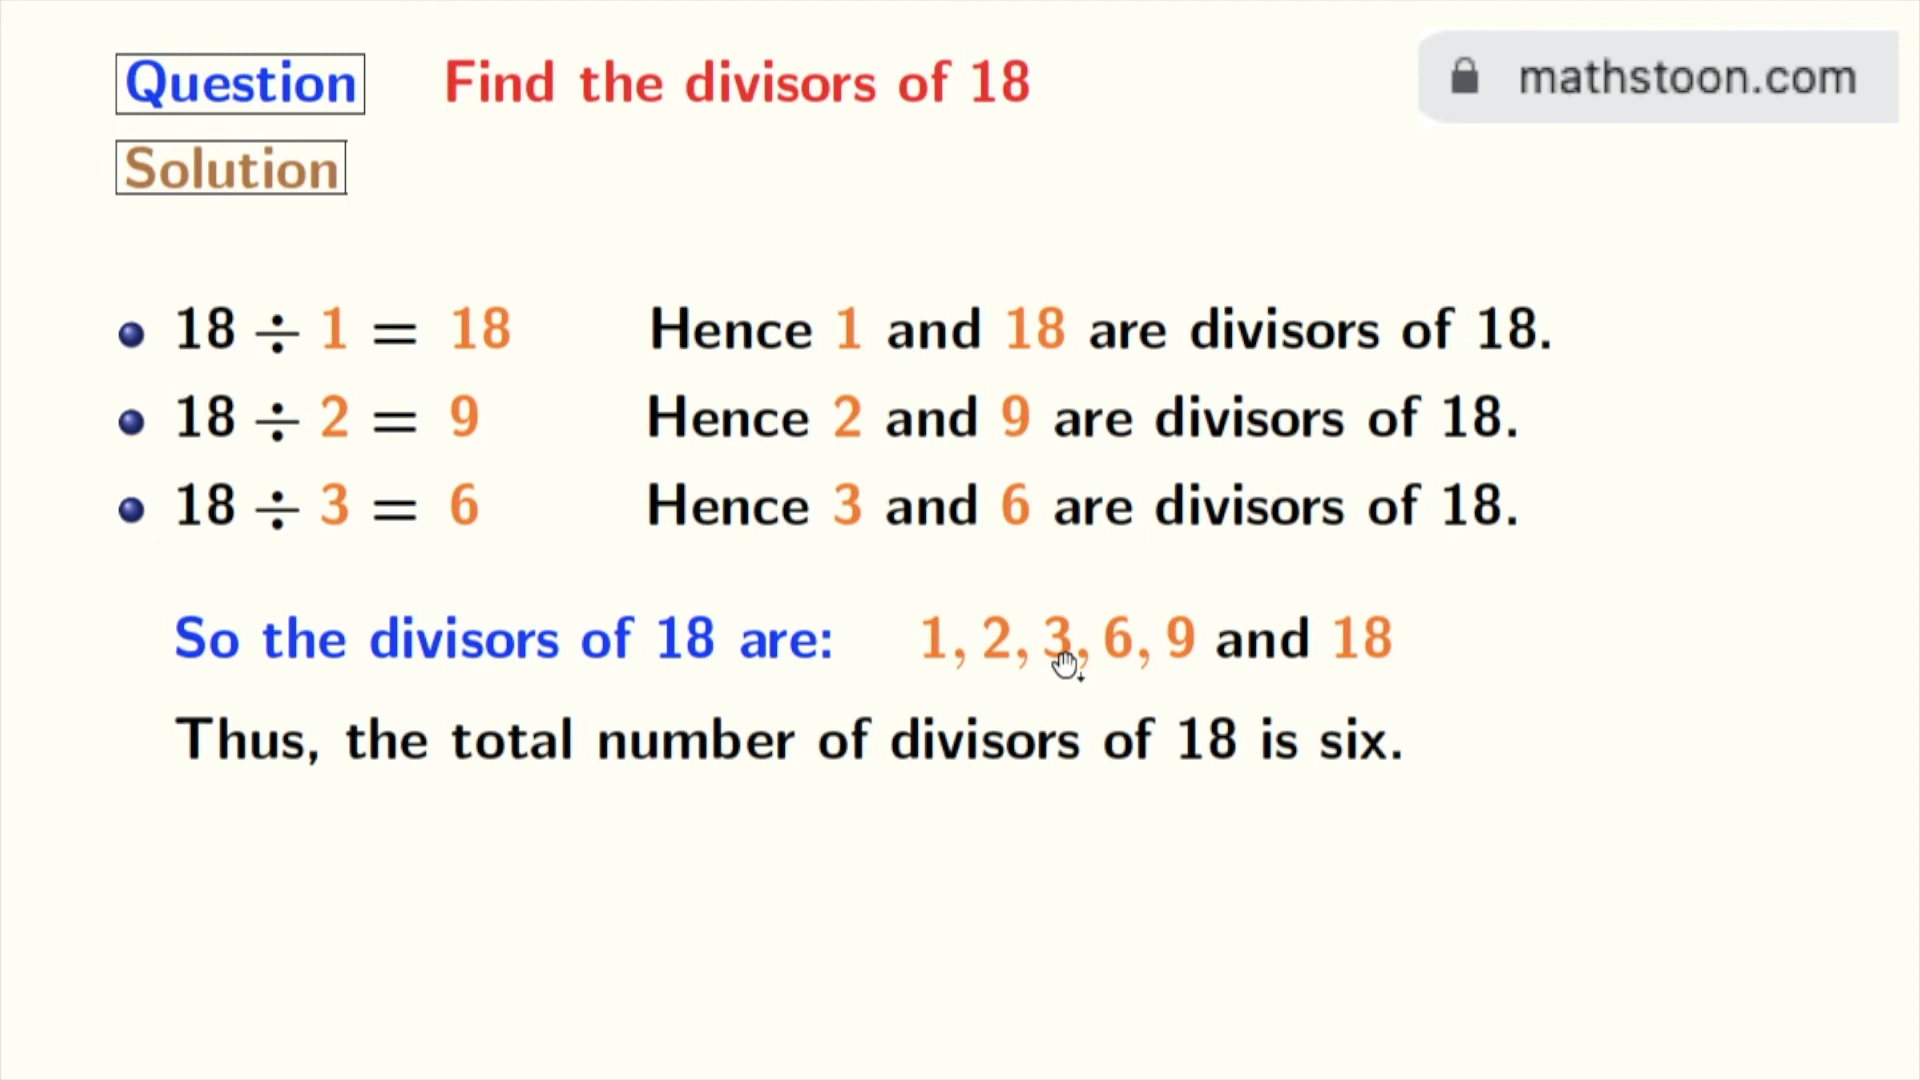 Question Find the divisors of 18 mathstoon.com
Solution
• 18 ÷ 1 = 18 Hence 1 and 18 are divisors of 18.
• 18 ÷ 2 = 9 Hence 2 and 9 are divisors of 18.
• 18 ÷ 3 = 6 Hence 3 and 6 are divisors of 18.
So the divisors of 18 are: 1, 2, 3, 6, 9 and 18
Thus, the total number of divisors of 18 is six.